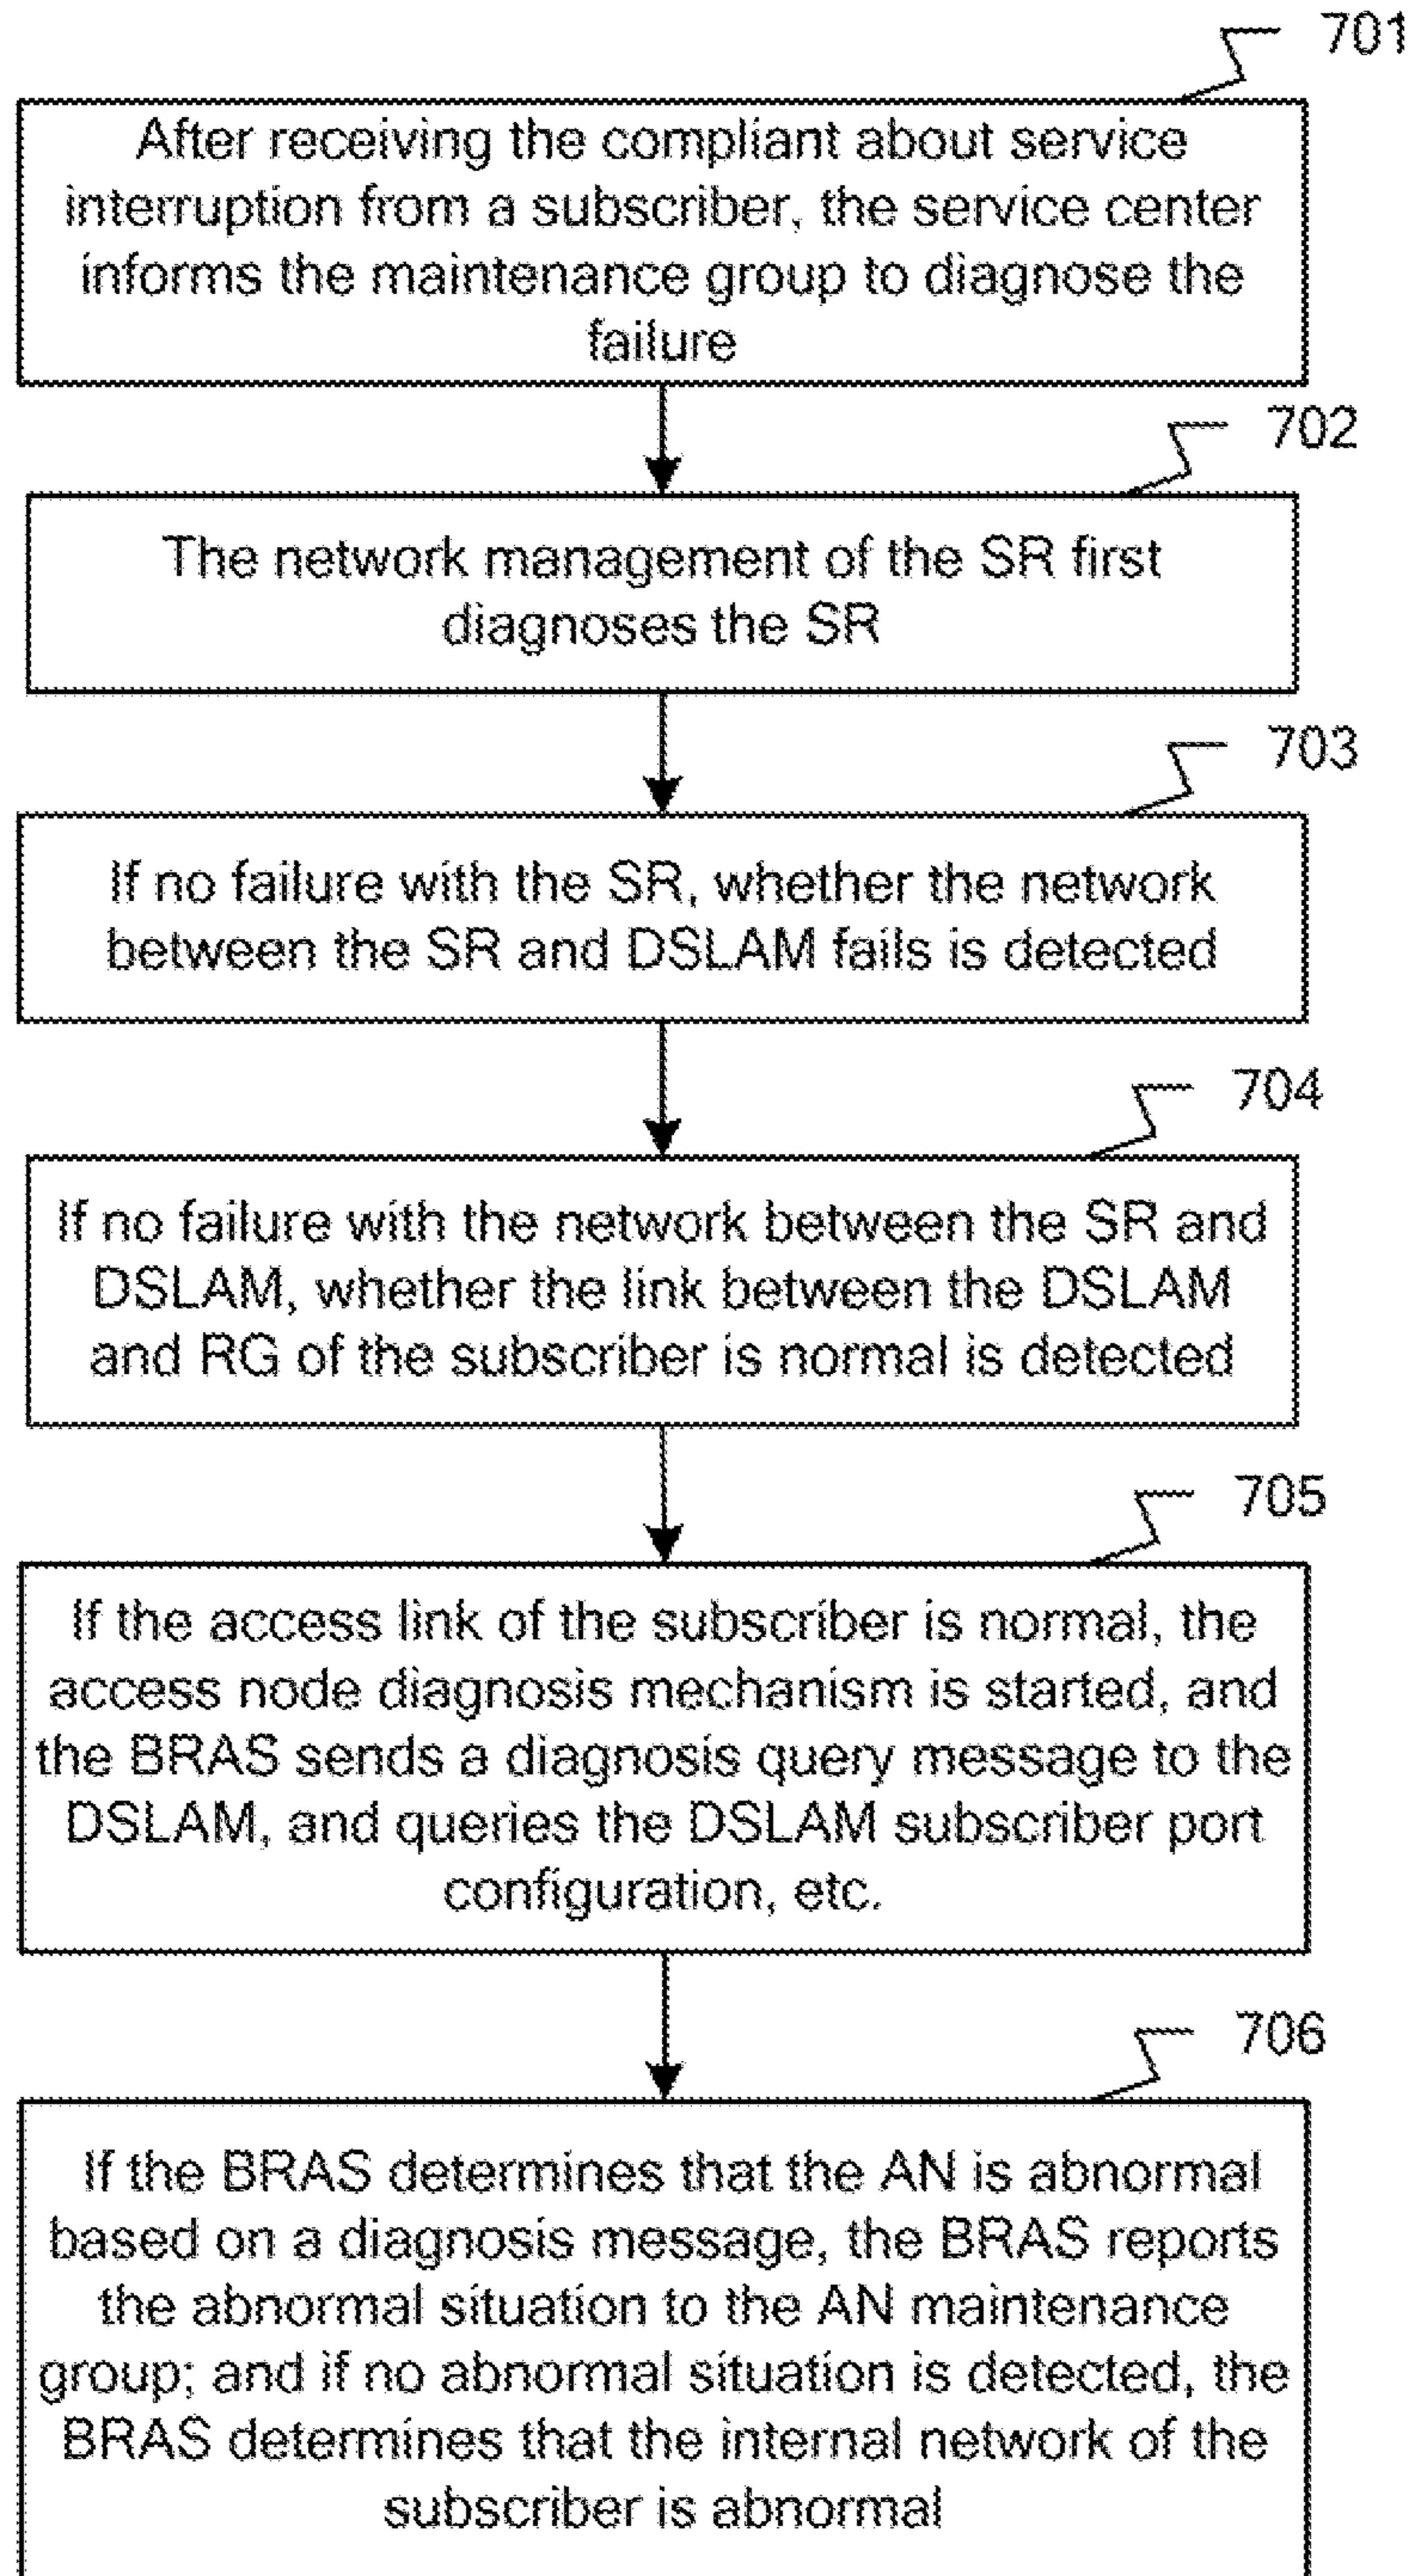 701
After receiving the compliant about service
interruption from a subscriber, the service center
informs the maintenance group to diagnose the
failure
702
The network management of the SR first
diagnoses the SR
703
If no failure with the SR, whether the network
between the SR and DSLAM fails is detected
704
If no failure with the network between the SR and
DSLAM, whether the link between the DSLAM
and RG of the subscriber is normal is detected
705
If the access link of the subscriber is normal, the
access node diagnosis mechanism is started, and
the BRAS sends a diagnosis query message to the
DSLAM, and queries the DSLAM subscriber port
configuration, etc.
706
If the BRAS determines that the AN is abnormal
based on a diagnosis message, the BRAS reports
the abnormal situation to the AN maintenance
group; and if no abnormal situation is detected, the
BRAS determines that the internal network of the
subscriber is abnormal